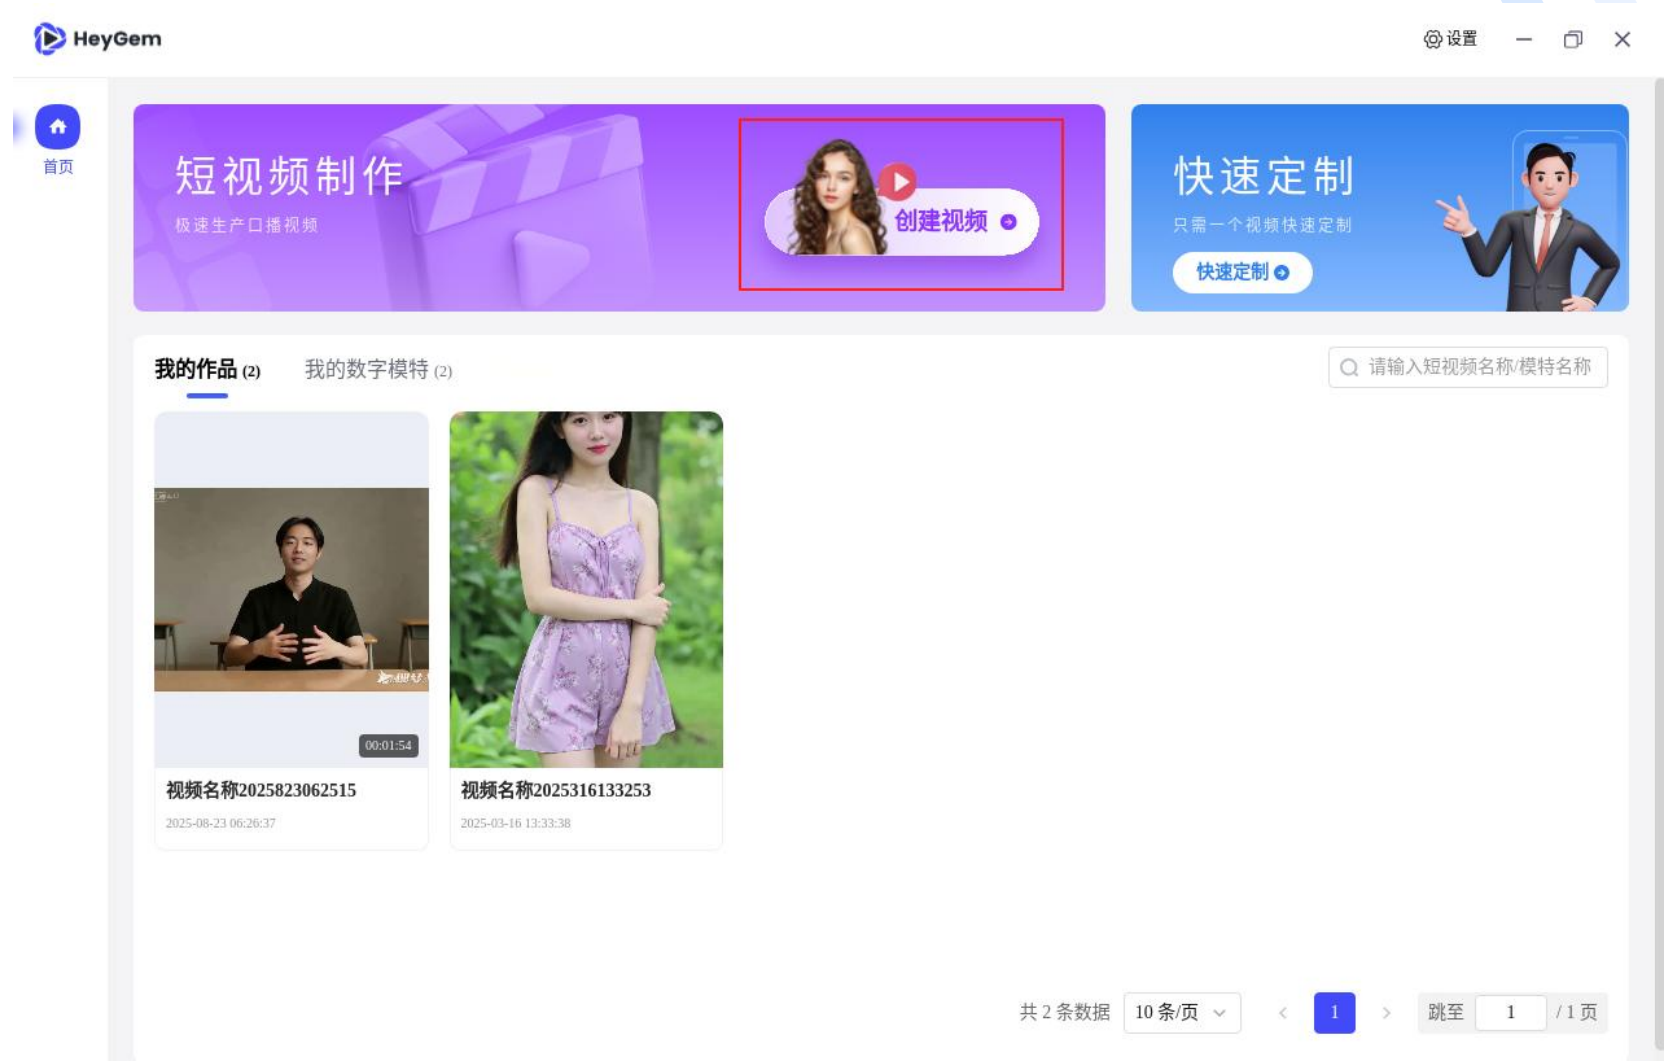 HeyGem
设置
首页
短视频制作
极速生产口播视频
创建视频
快速定制
只需一个视频快速定制
快速定制
我的作品 (2)
我的数字模特 (2)
请输入短视频名称/模特名称
00:01:54
视频名称2025823062515
2025-08-23 06:26:37
视频名称2025316133253
2025-03-16 13:33:38
共 2 条数据
10 条/页
1
跳至 1 / 1 页